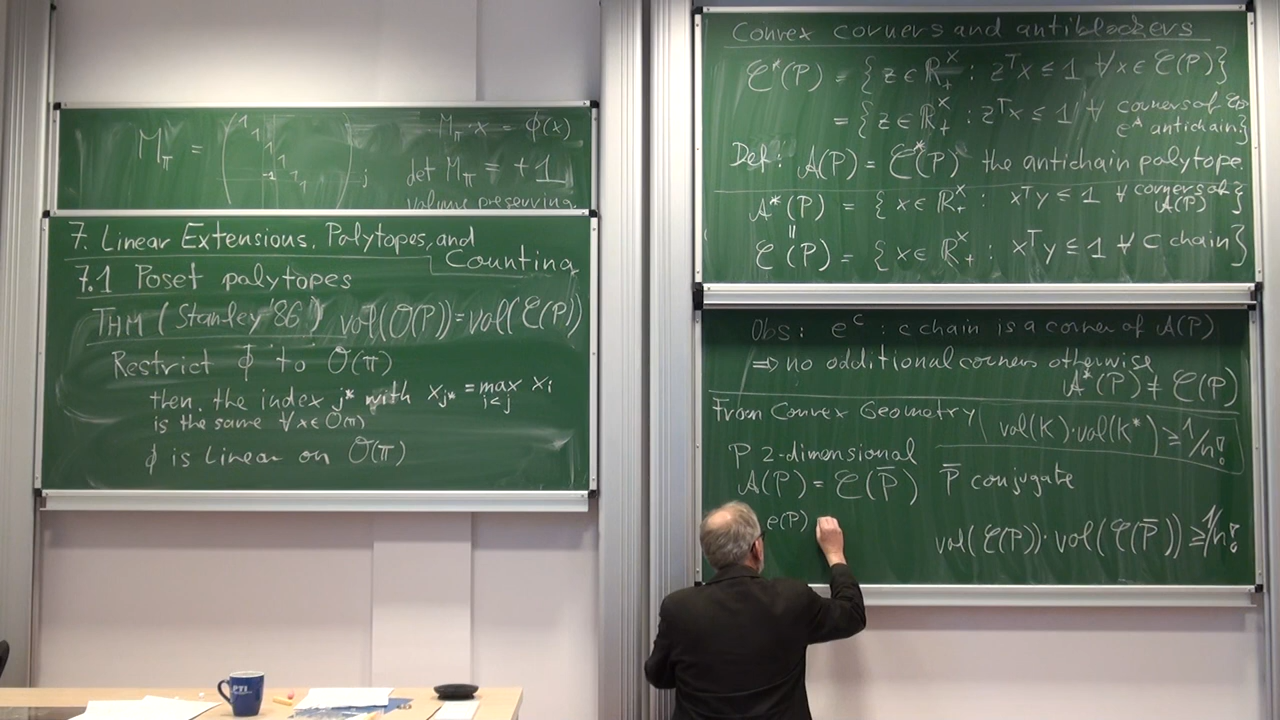 M_π = ( 1 1 1 1 -1 1 1 ) j
M_π x = ϕ(x)
det M_π = +1
volume preserving
7. Linear Extensions, Polytopes, and
Counting
7.1 Poset polytopes
THM (Stanley '86) vol(O(P)) = vol(C(P))
Restrict ϕ to O(π)
then the index j* with x_j* = max_{i<j} x_i
is the same ∀x∈O(π)
ϕ is linear on O(π)
PTI
Convex corners and antiblockers
C*(P) = {z ∈ ℝ^X_+ : z^T x ≤ 1 ∀x ∈ C(P)}
= {z ∈ ℝ^X_+ : z^T x ≤ 1 ∀ corners of C(P)
e^A antichain}
Def: A(P) = C*(P) the antichain polytope.
A*(P) = {x ∈ ℝ^X_+ : x^T y ≤ 1 ∀ corners of A(P)}
=
C(P) = {x ∈ ℝ^X_+ : x^T y ≤ 1 ∀ C chain}
Obs: e^c : c chain is a corner of A(P)
⇒ no additional corners otherwise
A*(P) ≠ C(P)
From Convex Geometry vol(K)·vol(K*) ≥ 1/n!
P 2-dimensional
A(P) = C(P̄) P̄ conjugate
e(P)
vol(C(P))·vol(C(P̄)) ≥ 1/n!